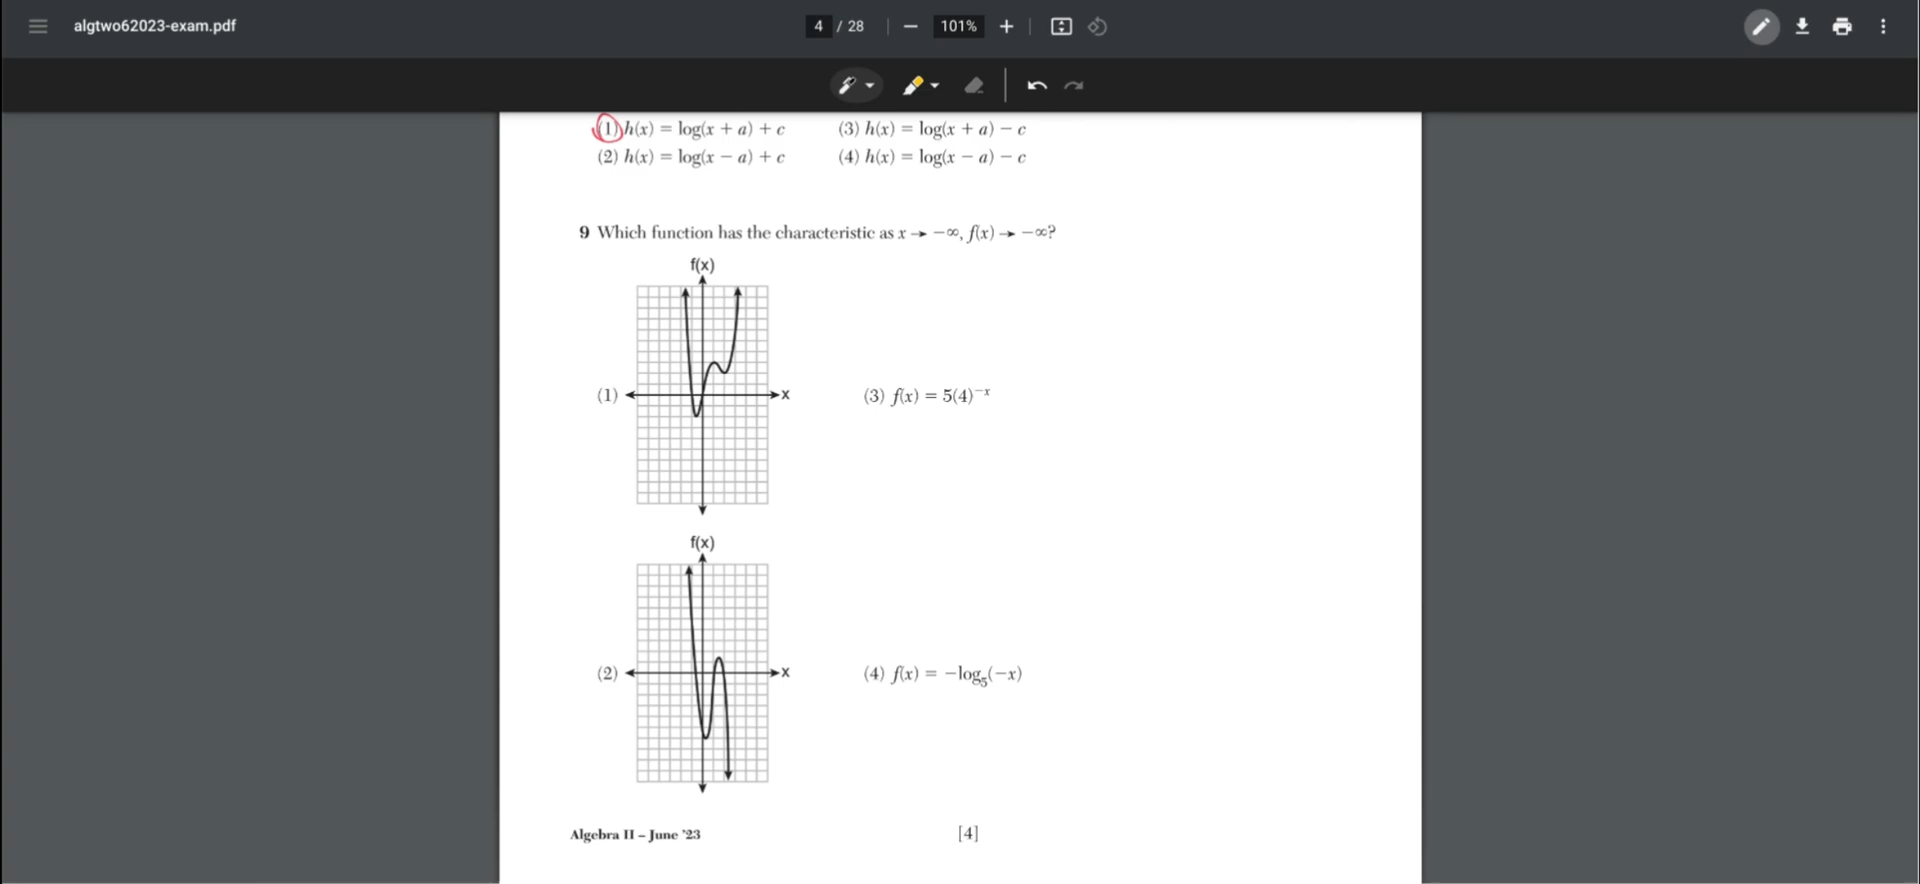 algtwo62023-exam.pdf
4 / 28
101%
(1) h(x) = log(x + a) + c (3) h(x) = log(x + a) − c
(2) h(x) = log(x − a) + c (4) h(x) = log(x − a) − c
9 Which function has the characteristic as x → −∞, f(x) → −∞?
f(x)
(1) x (3) f(x) = 5(4)⁻ˣ
f(x)
(2) x (4) f(x) = −log₅(−x)
Algebra II – June ’23 [4]